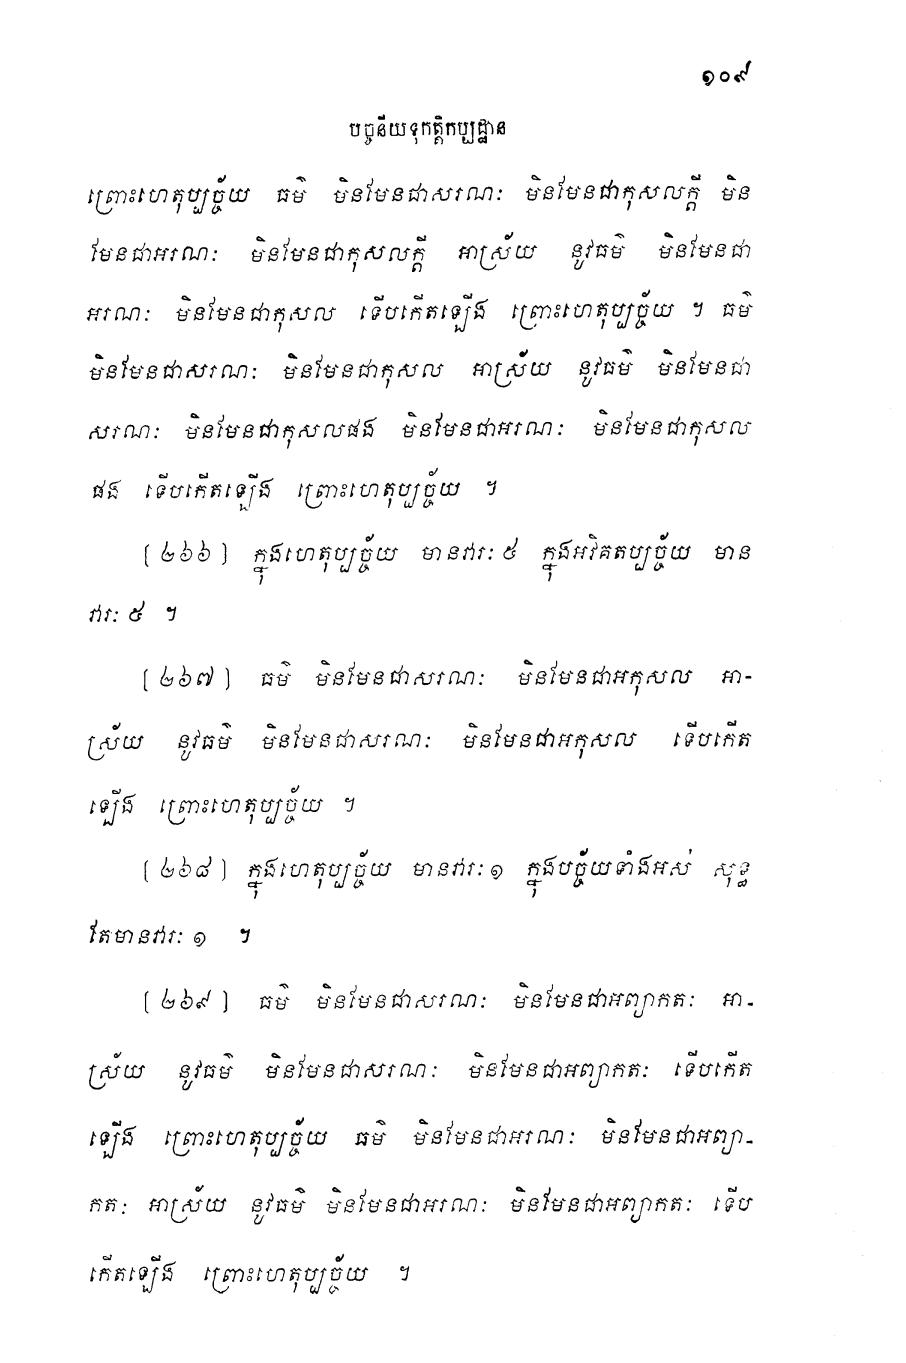 ១០៩
បច្ចនីយទុកត្តិកប្បដ្ឋាន
ព្រោះហេតុប្បច្ច័យ ធម៌ មិនមែនជាសរណៈ មិនមែនជាកុសលក្តី មិន
មែនជាអរណៈ មិនមែនជាកុសលក្តី អាស្រ័យ នូវធម៌ មិនមែនជា
អរណៈ មិនមែនជាកុសល ទើបកើតឡើង ព្រោះហេតុប្បច្ច័យ ។ ធម៌
មិនមែនជាសរណៈ មិនមែនជាកុសល អាស្រ័យ នូវធម៌ មិនមែនជា
សរណៈ មិនមែនជាកុសលផង មិនមែនជាអរណៈ មិនមែនជាកុសល
ផង ទើបកើតឡើង ព្រោះហេតុប្បច្ច័យ ។
[២៦៦] ក្នុងហេតុប្បច្ច័យ មានវារៈ ៥ ក្នុងអវិគតប្បច្ច័យ មាន
វារៈ ៥ ។
[២៦៧] ធម៌ មិនមែនជាសរណៈ មិនមែនជាអកុសល អា-
ស្រ័យ នូវធម៌ មិនមែនជាសរណៈ មិនមែនជាអកុសល ទើបកើត
ឡើង ព្រោះហេតុប្បច្ច័យ ។
[២៦៨] ក្នុងហេតុប្បច្ច័យ មានវារៈ ១ ក្នុងបច្ច័យទាំងអស់ សុទ្ធ
តែមានវារៈ ១ ។
[២៦៩] ធម៌ មិនមែនជាសរណៈ មិនមែនជាអព្យាកតៈ អា-
ស្រ័យ នូវធម៌ មិនមែនជាសរណៈ មិនមែនជាអព្យាកតៈ ទើបកើត
ឡើង ព្រោះហេតុប្បច្ច័យ ធម៌ មិនមែនជាអរណៈ មិនមែនជាអព្យា-
កតៈ អាស្រ័យ នូវធម៌ មិនមែនជាអរណៈ មិនមែនជាអព្យាកតៈ ទើប
កើតឡើង ព្រោះហេតុប្បច្ច័យ ។